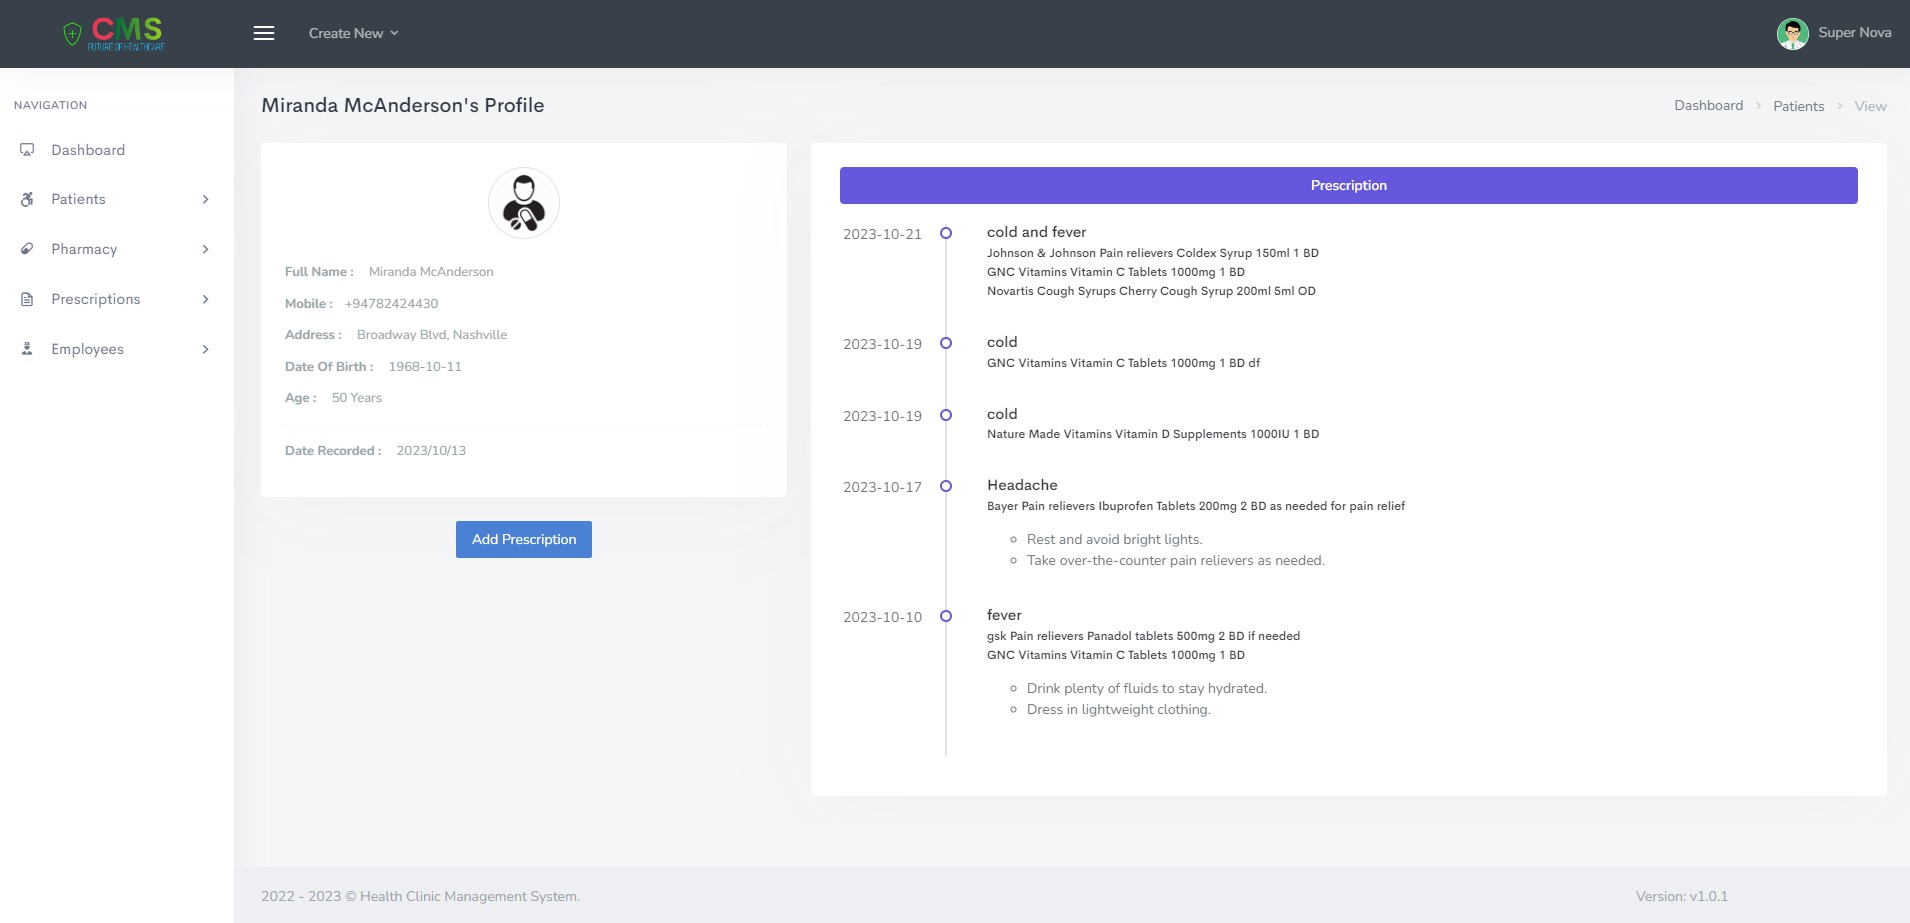 CMS
FUTURE OF HEALTHCARE
Create New
Super Nova
NAVIGATION
Dashboard
Patients
Pharmacy
Prescriptions
Employees
Miranda McAnderson's Profile
Dashboard > Patients > View
Full Name : Miranda McAnderson
Mobile : +94782424430
Address : Broadway Blvd, Nashville
Date Of Birth : 1968-10-11
Age : 50 Years
Date Recorded : 2023/10/13
Add Prescription
Prescription
2023-10-21 cold and fever
Johnson & Johnson Pain relievers Coldex Syrup 150ml 1 BD
GNC Vitamins Vitamin C Tablets 1000mg 1 BD
Novartis Cough Syrups Cherry Cough Syrup 200ml 5ml OD
2023-10-19 cold
GNC Vitamins Vitamin C Tablets 1000mg 1 BD df
2023-10-19 cold
Nature Made Vitamins Vitamin D Supplements 1000IU 1 BD
2023-10-17 Headache
Bayer Pain relievers Ibuprofen Tablets 200mg 2 BD as needed for pain relief
Rest and avoid bright lights.
Take over-the-counter pain relievers as needed.
2023-10-10 fever
gsk Pain relievers Panadol tablets 500mg 2 BD if needed
GNC Vitamins Vitamin C Tablets 1000mg 1 BD
Drink plenty of fluids to stay hydrated.
Dress in lightweight clothing.
2022 - 2023 © Health Clinic Management System.
Version: v1.0.1